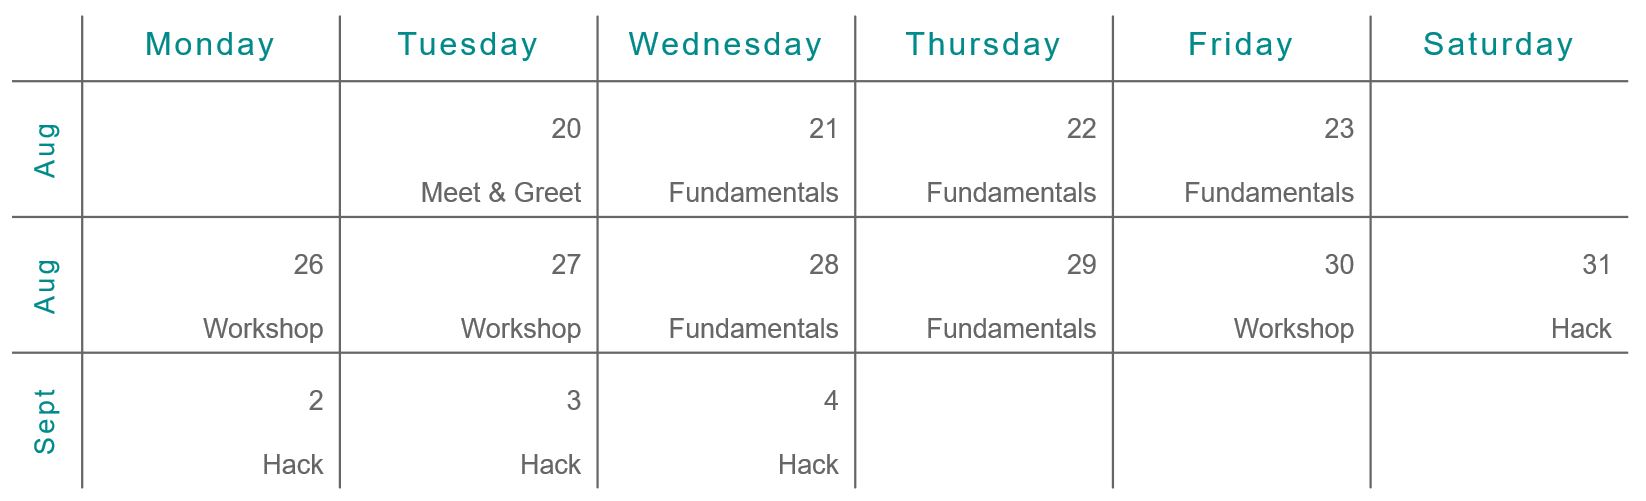 Monday Tuesday Wednesday Thursday Friday Saturday
Aug
20 21 22 23
Meet & Greet Fundamentals Fundamentals Fundamentals
Aug
26 27 28 29 30 31
Workshop Workshop Fundamentals Fundamentals Workshop Hack
Sept
2 3 4
Hack Hack Hack